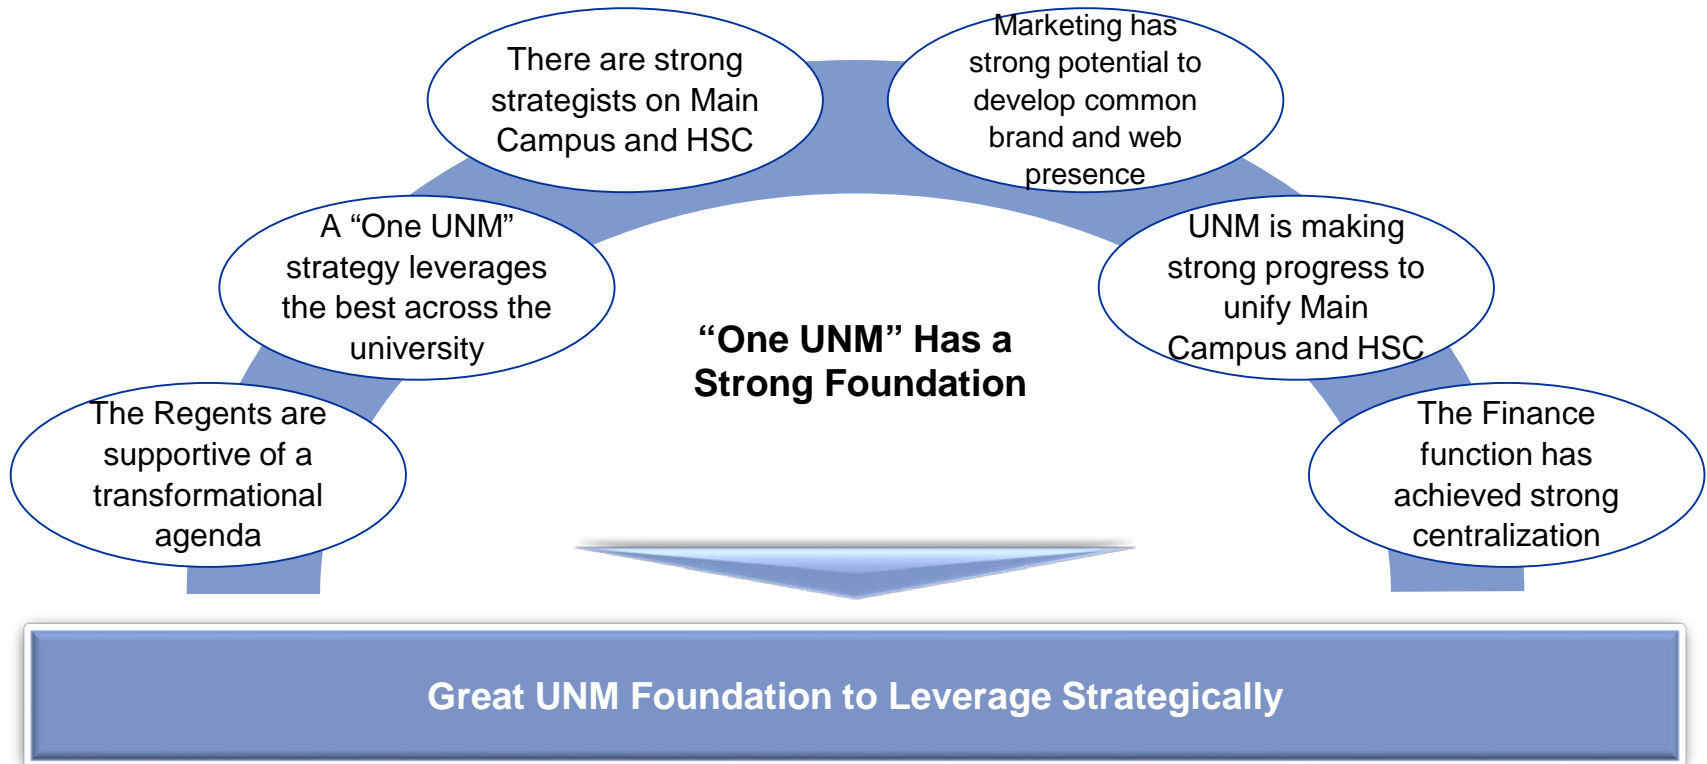 There are strong
strategists on Main
Campus and HSC
Marketing has
strong potential to
develop common
brand and web
presence
A “One UNM”
strategy leverages
the best across the
university
UNM is making
strong progress to
unify Main
Campus and HSC
“One UNM” Has a
Strong Foundation
The Regents are
supportive of a
transformational
agenda
The Finance
function has
achieved strong
centralization
Great UNM Foundation to Leverage Strategically